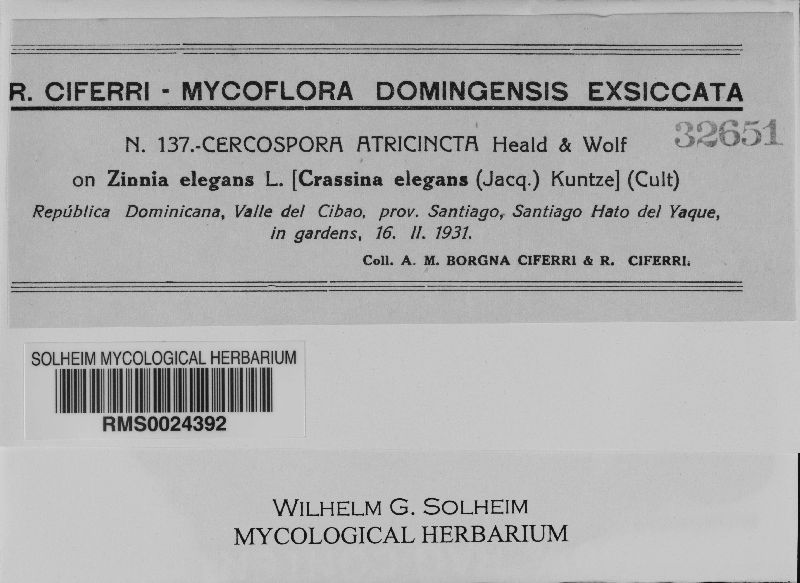 R. CIFERRI - MYCOFLORA DOMINGENSIS EXSICCATA
N. 137.-CERCOSPORA ATRICINCTA Heald & Wolf
32651
on Zinnia elegans L. [Crassina elegans (Jacq.) Kuntze] (Cult)
República Dominicana, Valle del Cibao, prov. Santiago, Santiago Hato del Yaque,
in gardens, 16. II. 1931.
Coll. A. M. BORGNA CIFERRI & R. CIFERRI.
SOLHEIM MYCOLOGICAL HERBARIUM
RMS0024392
WILHELM G. SOLHEIM
MYCOLOGICAL HERBARIUM